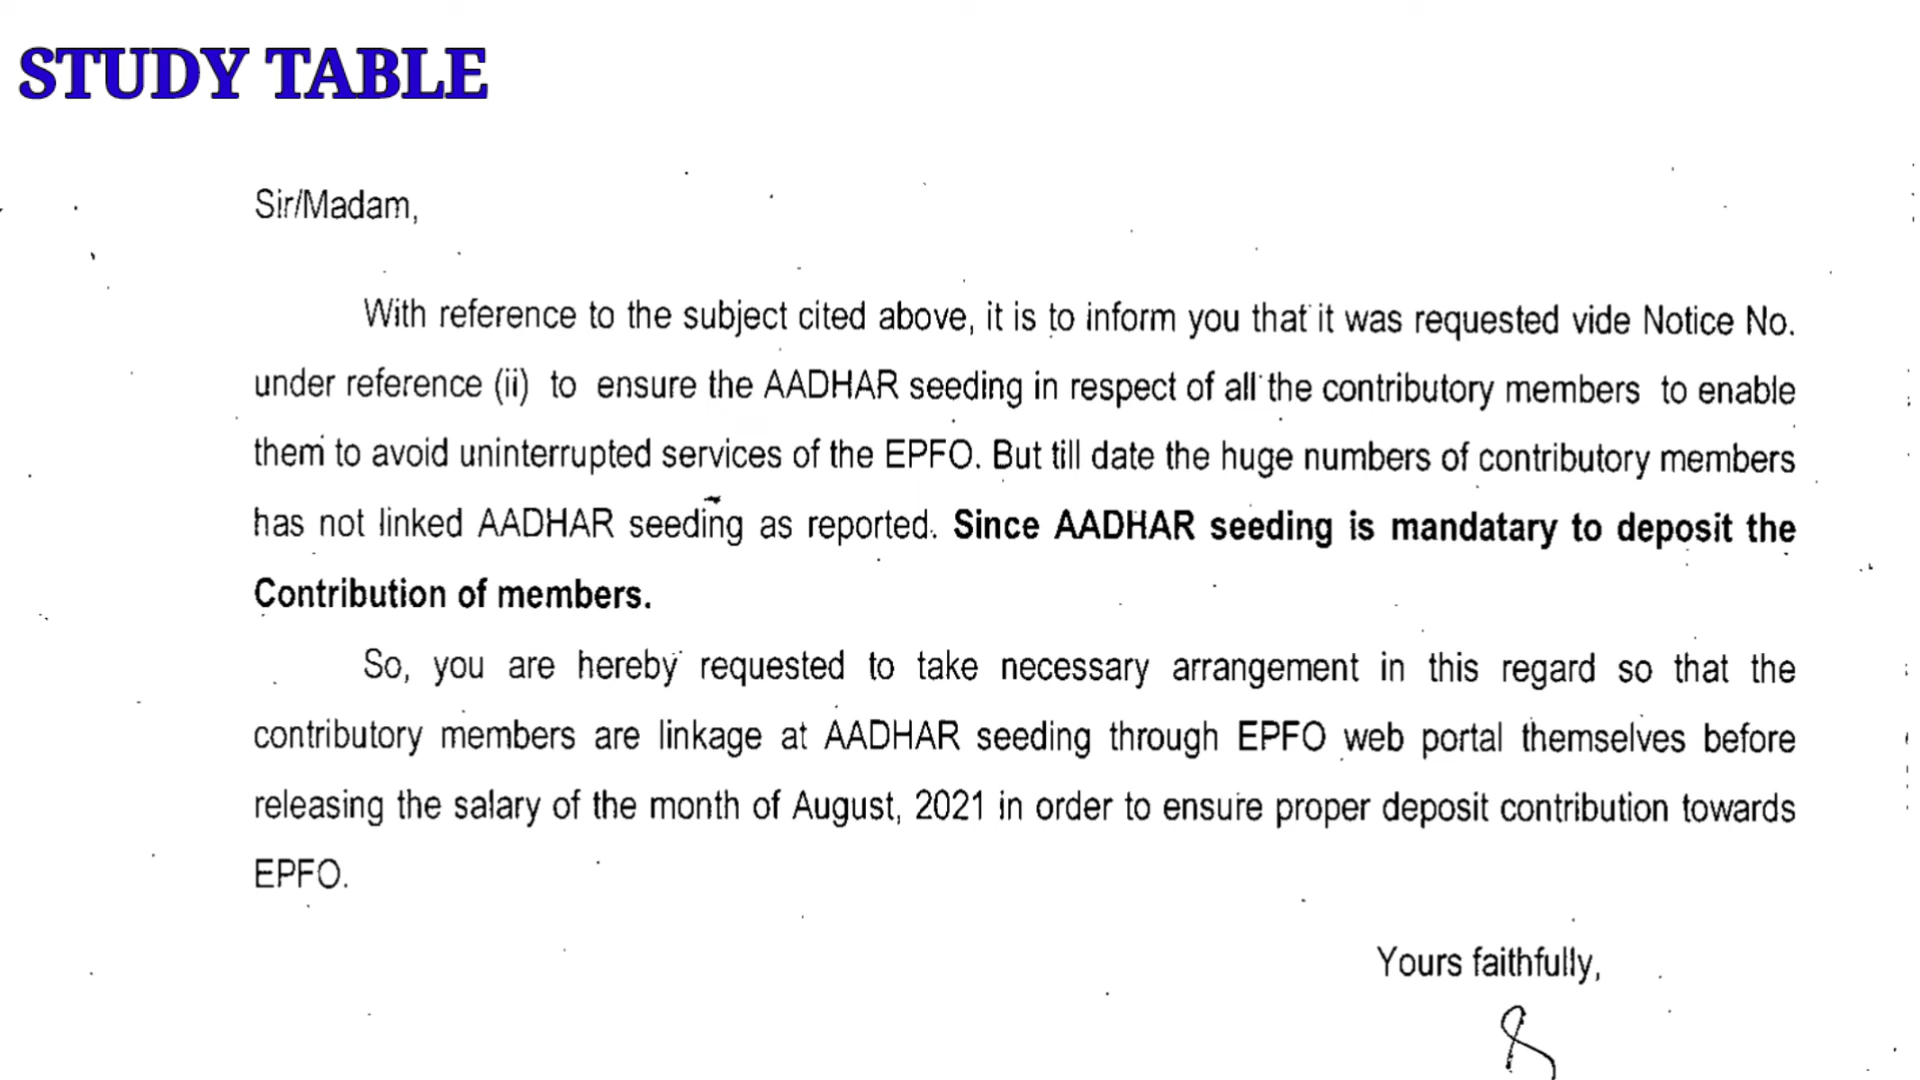 STUDY TABLE
Sir/Madam,
With reference to the subject cited above, it is to inform you that it was requested vide Notice No.
under reference (ii) to ensure the AADHAR seeding in respect of all the contributory members to enable
them to avoid uninterrupted services of the EPFO. But till date the huge numbers of contributory members
has not linked AADHAR seeding as reported. Since AADHAR seeding is mandatary to deposit the
Contribution of members.
So, you are hereby requested to take necessary arrangement in this regard so that the
contributory members are linkage at AADHAR seeding through EPFO web portal themselves before
releasing the salary of the month of August, 2021 in order to ensure proper deposit contribution towards
EPFO.
Yours faithfully,